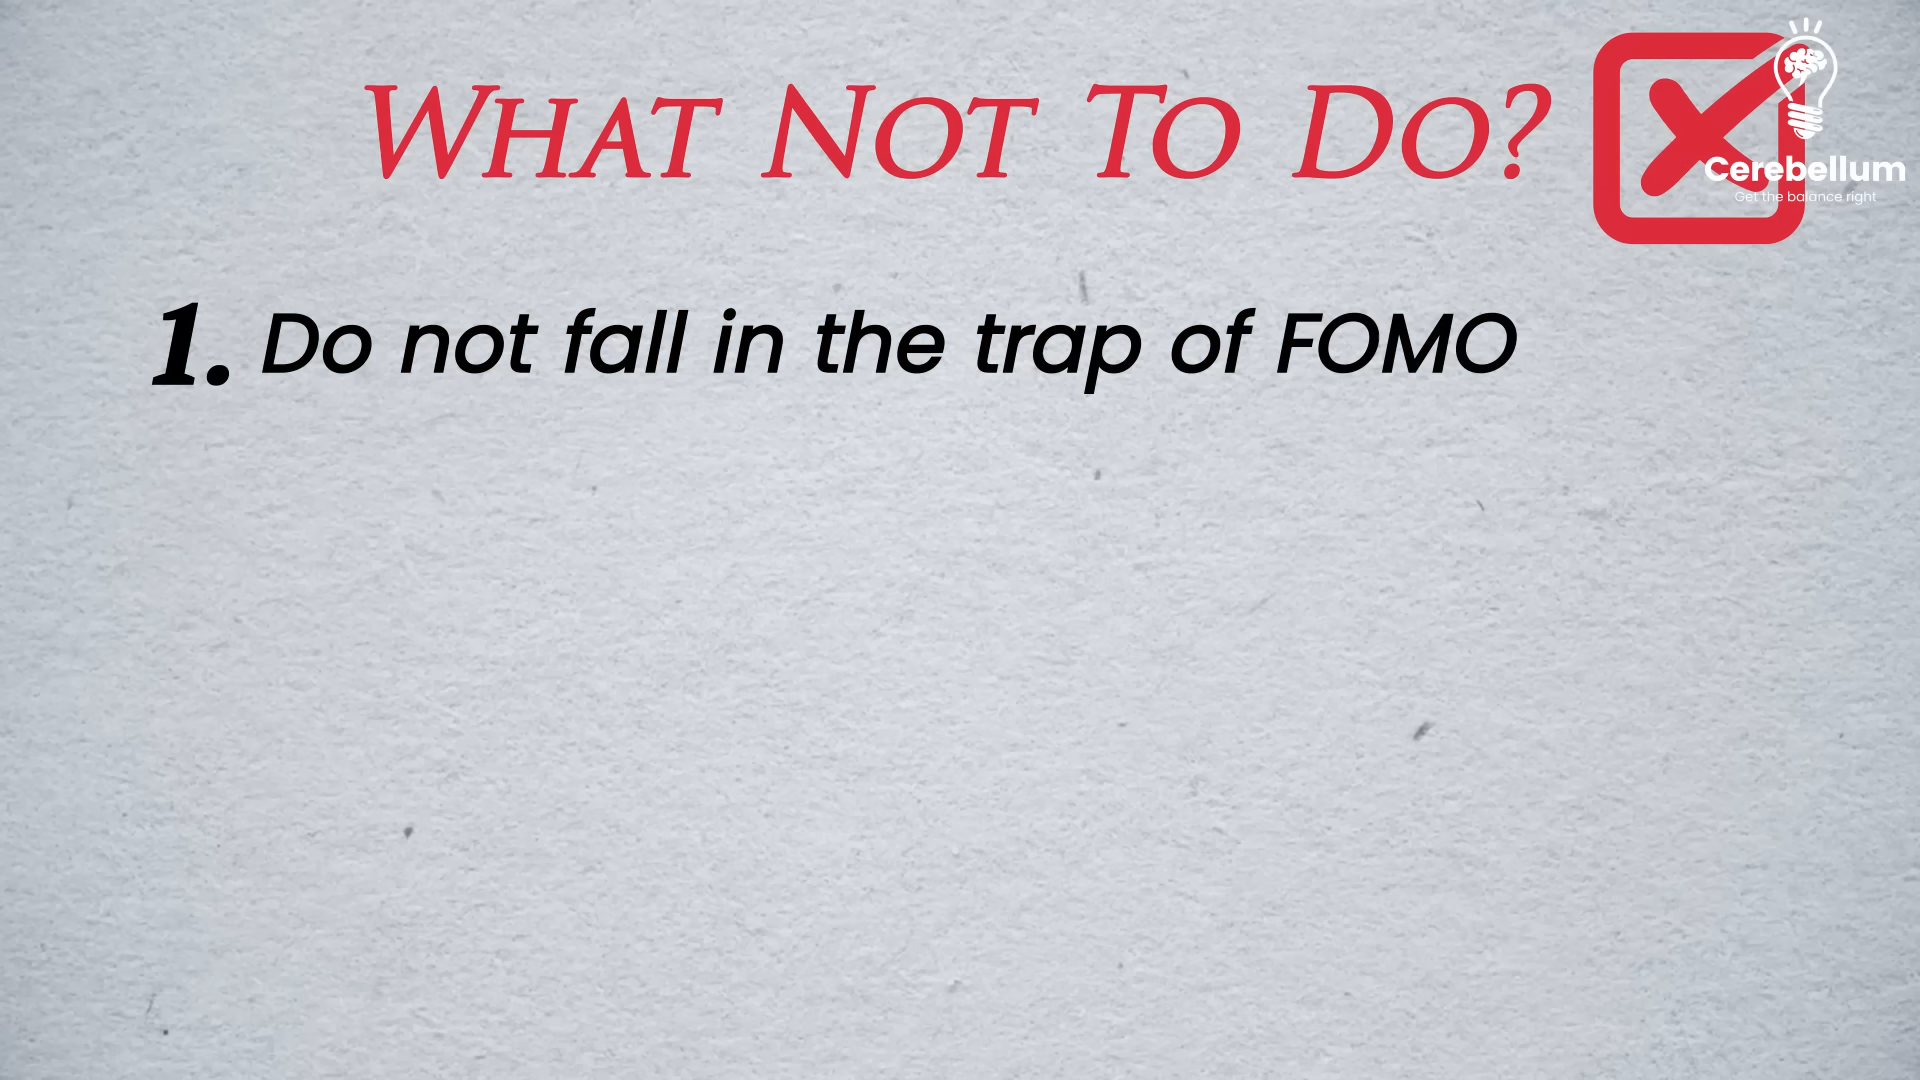 What Not To Do?
Cerebellum
Get the balance right
1. Do not fall in the trap of FOMO